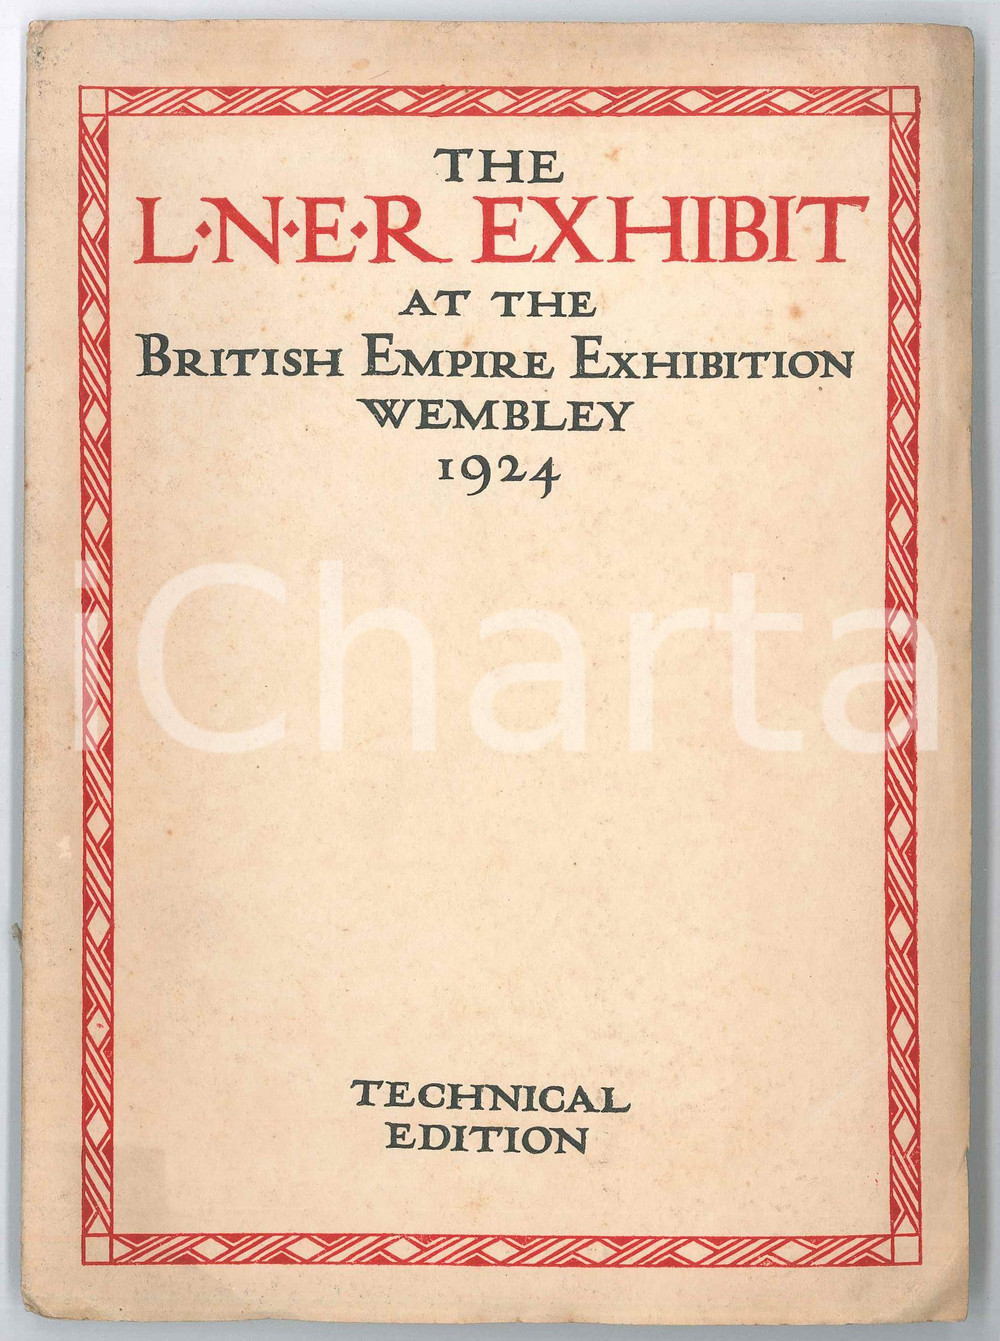 THE
L·N·E·R EXHIBIT
AT THE
BRITISH EMPIRE EXHIBITION
WEMBLEY
1924
iCharta
TECHNICAL
EDITION